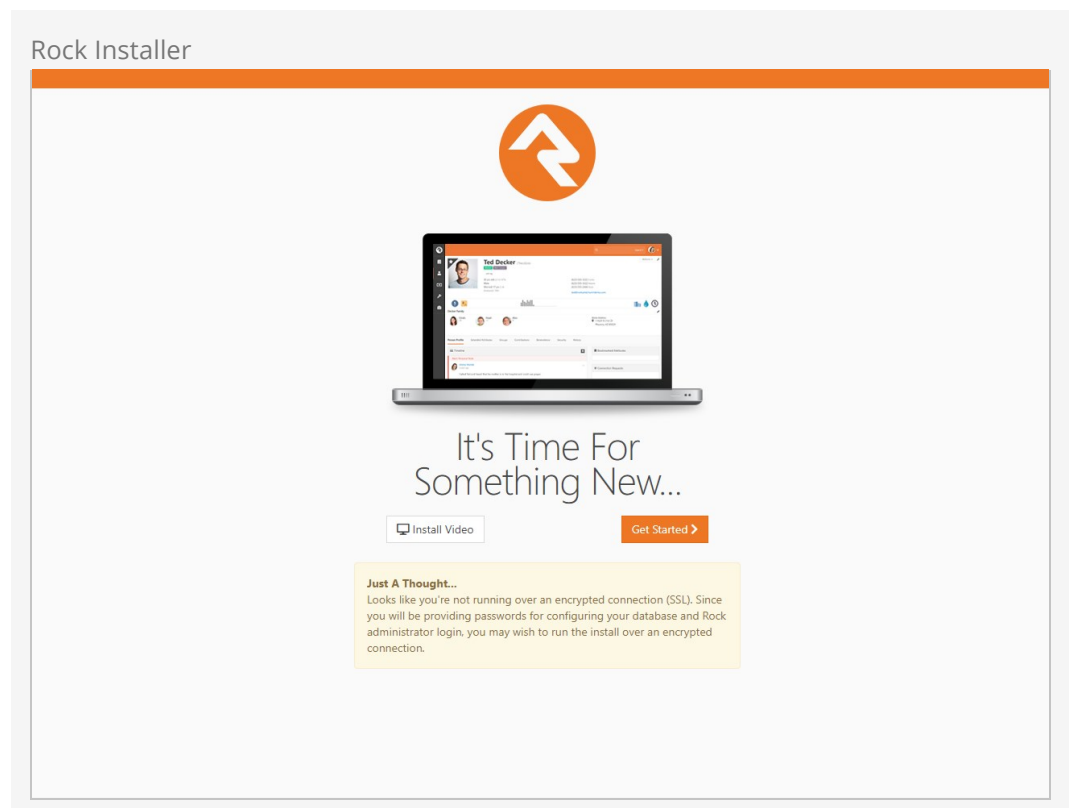 Rock Installer
Ted Decker
It's Time For
Something New...
Install Video
Get Started
Just A Thought...
Looks like you're not running over an encrypted connection (SSL). Since
you will be providing passwords for configuring your database and Rock
administrator login, you may wish to run the install over an encrypted
connection.